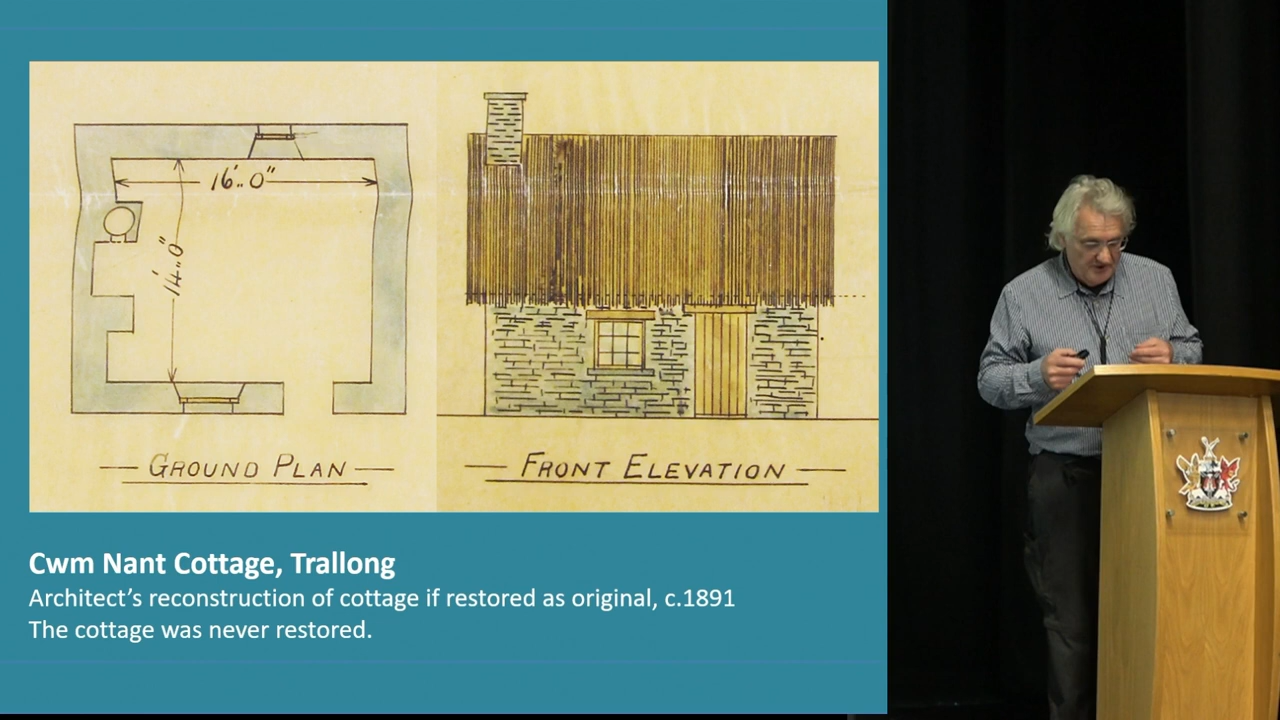 16'.0"
14'.0"
GROUND PLAN
FRONT ELEVATION
Cwm Nant Cottage, Trallong
Architect's reconstruction of cottage if restored as original, c.1891
The cottage was never restored.